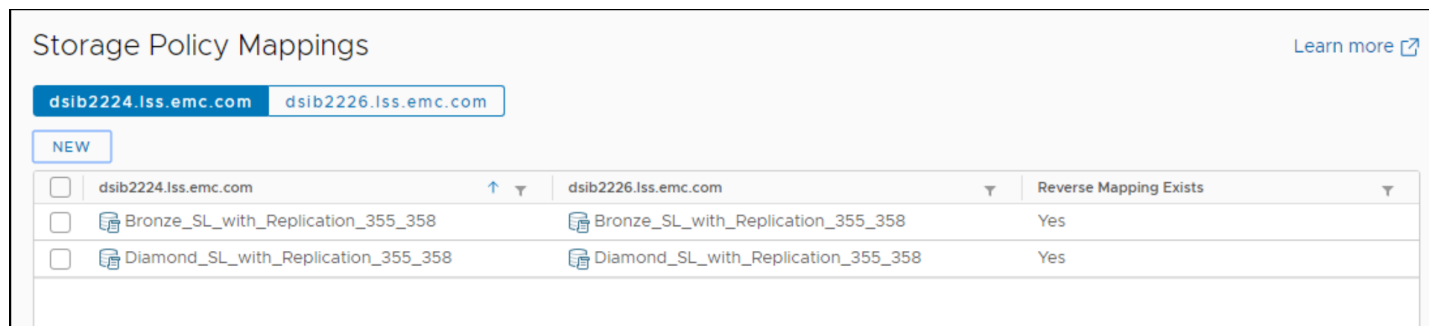 Storage Policy Mappings
Learn more
dsib2224.lss.emc.com dsib2226.lss.emc.com
NEW
dsib2224.lss.emc.com dsib2226.lss.emc.com Reverse Mapping Exists
Bronze_SL_with_Replication_355_358 Bronze_SL_with_Replication_355_358 Yes
Diamond_SL_with_Replication_355_358 Diamond_SL_with_Replication_355_358 Yes